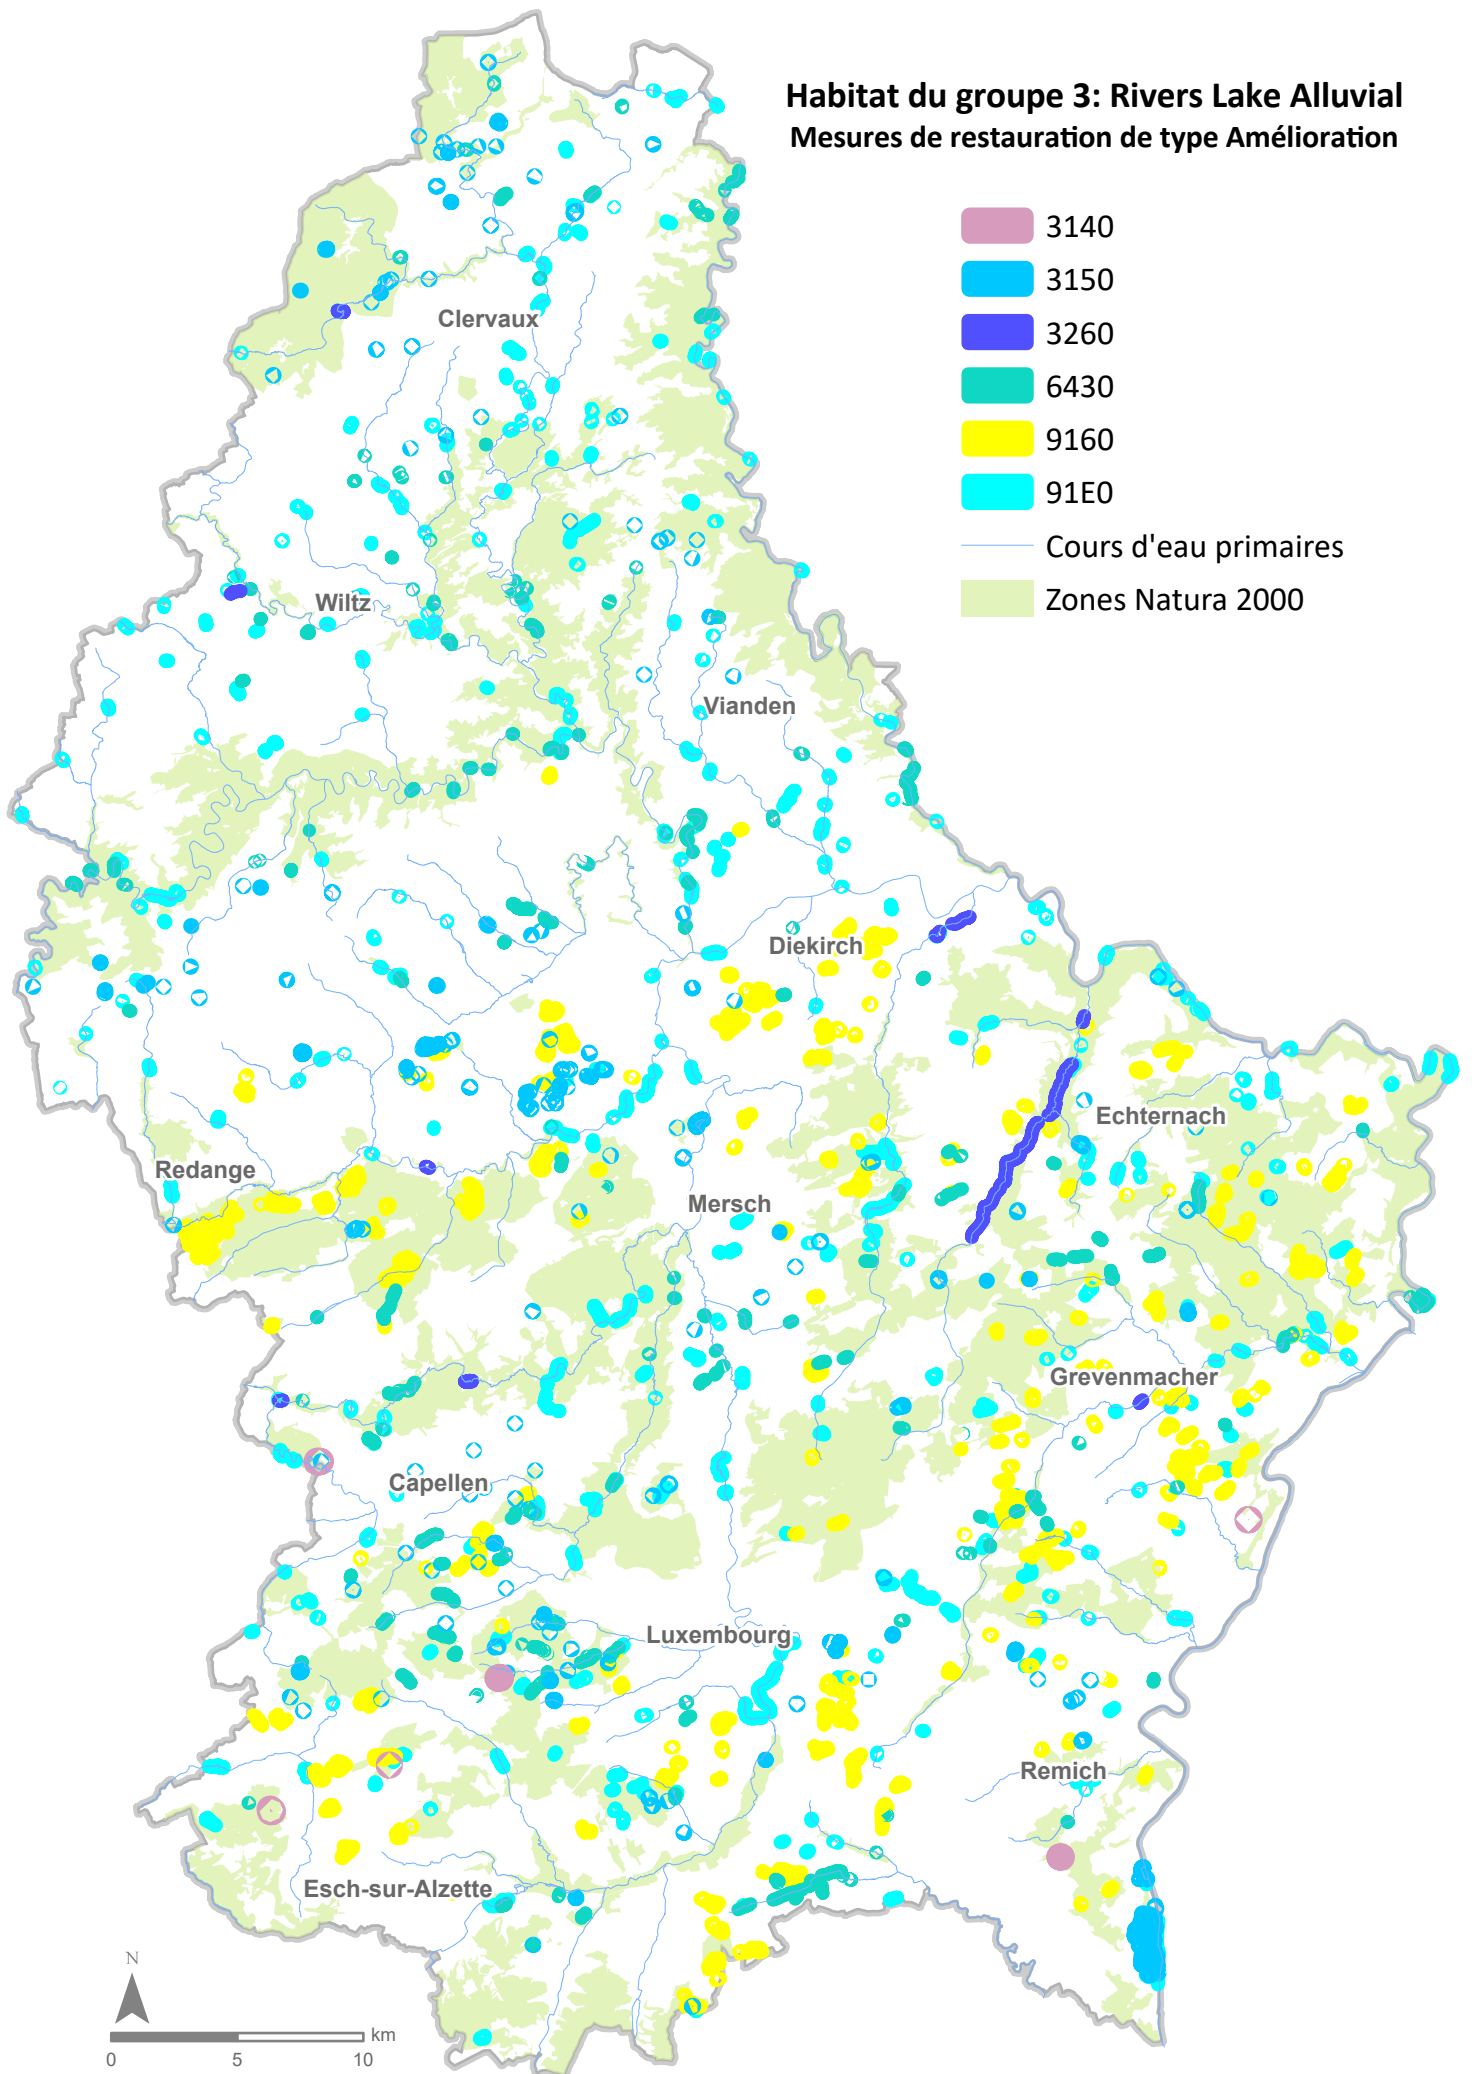 Habitat du groupe 3: Rivers Lake Alluvial
Mesures de restauration de type Amélioration
3140
3150
3260
6430
9160
91E0
Cours d'eau primaires
Zones Natura 2000
Clervaux
Wiltz
Vianden
Diekirch
Echternach
Redange
Mersch
Grevenmacher
Capellen
Luxembourg
Remich
Esch-sur-Alzette
N
km
0 5 10